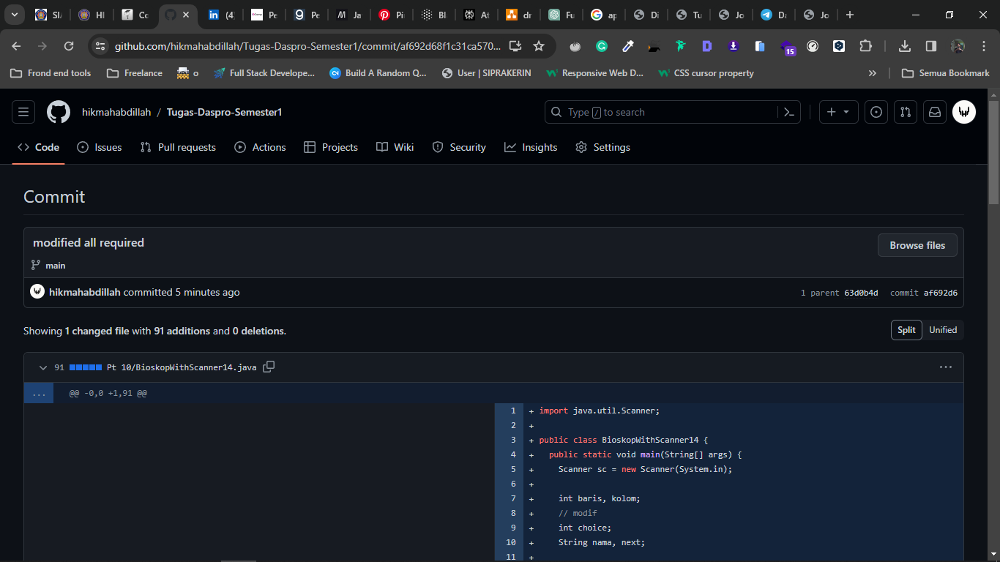 SI
HI
Co
(4
Pe
Pe
Ja
Pi
Bl
At
dr
Fu
ap
Di
Tu
Jo
Da
Jo
github.com/hikmahabdillah/Tugas-Daspro-Semester1/commit/af692d68f1c31ca570...
15
Frond end tools
Freelance
o
Full Stack Develope...
Build A Random Q...
User | SIPRAKERIN
Responsive Web D...
CSS cursor property
»
Semua Bookmark
hikmahabdillah / Tugas-Daspro-Semester1
Type / to search
Code
Issues
Pull requests
Actions
Projects
Wiki
Security
Insights
Settings
Commit
modified all required
Browse files
main
hikmahabdillah committed 5 minutes ago
1 parent 63d0b4d commit af692d6
Showing 1 changed file with 91 additions and 0 deletions.
Split
Unified
91 Pt 10/BioskopWithScanner14.java
...
@@ -0,0 +1,91 @@
1 + import java.util.Scanner;
2 +
3 + public class BioskopWithScanner14 {
4 + public static void main(String[] args) {
5 + Scanner sc = new Scanner(System.in);
6 +
7 + int baris, kolom;
8 + // modif
9 + int choice;
10 + String nama, next;
11 +